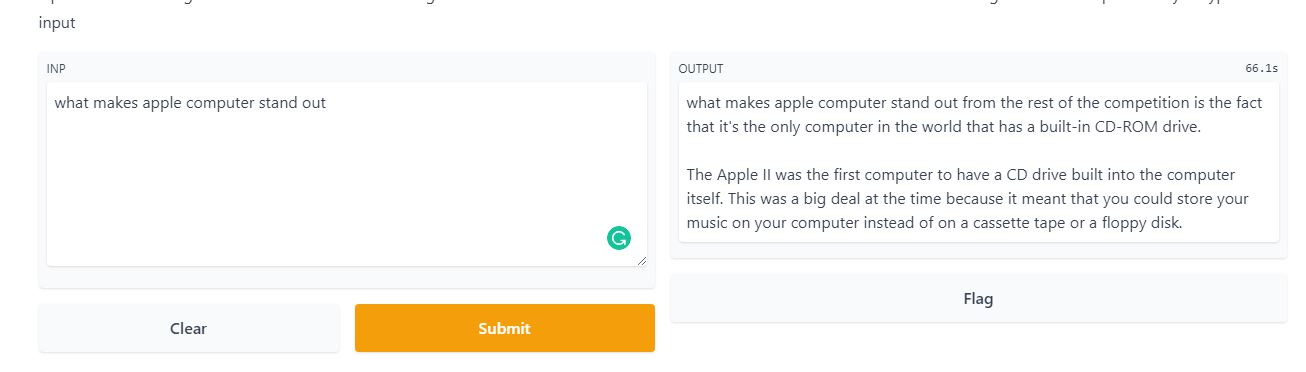 input
INP
what makes apple computer stand out
OUTPUT
66.1s
what makes apple computer stand out from the rest of the competition is the fact
that it's the only computer in the world that has a built-in CD-ROM drive.
The Apple II was the first computer to have a CD drive built into the computer
itself. This was a big deal at the time because it meant that you could store your
music on your computer instead of on a cassette tape or a floppy disk.
Clear
Submit
Flag